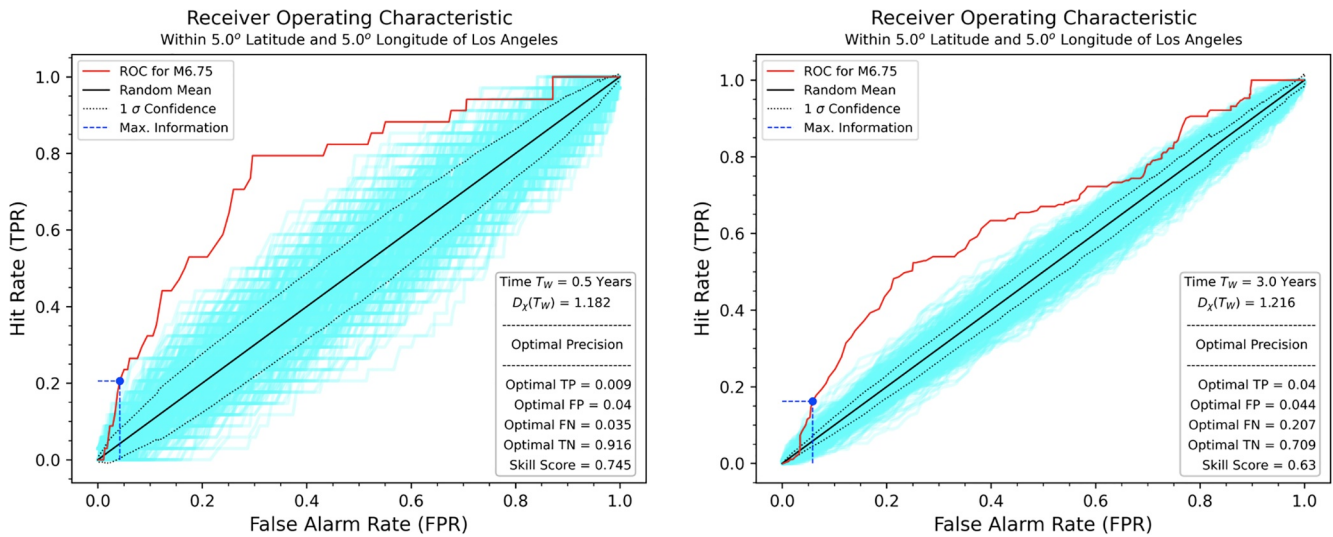 Receiver Operating Characteristic
Within 5.0º Latitude and 5.0º Longitude of Los Angeles
ROC for M6.75
Random Mean
1 σ Confidence
Max. Information
Hit Rate (TPR)
1.0
0.8
0.6
0.4
0.2
0.0
Time T_W = 0.5 Years
D_χ(T_W) = 1.182
--------------------
Optimal Precision
--------------------
Optimal TP = 0.009
Optimal FP = 0.04
Optimal FN = 0.035
Optimal TN = 0.916
Skill Score = 0.745
0.0 0.2 0.4 0.6 0.8 1.0
False Alarm Rate (FPR)
Receiver Operating Characteristic
Within 5.0º Latitude and 5.0º Longitude of Los Angeles
ROC for M6.75
Random Mean
1 σ Confidence
Max. Information
Hit Rate (TPR)
1.0
0.8
0.6
0.4
0.2
0.0
Time T_W = 3.0 Years
D_χ(T_W) = 1.216
--------------------
Optimal Precision
--------------------
Optimal TP = 0.04
Optimal FP = 0.044
Optimal FN = 0.207
Optimal TN = 0.709
Skill Score = 0.63
0.0 0.2 0.4 0.6 0.8 1.0
False Alarm Rate (FPR)